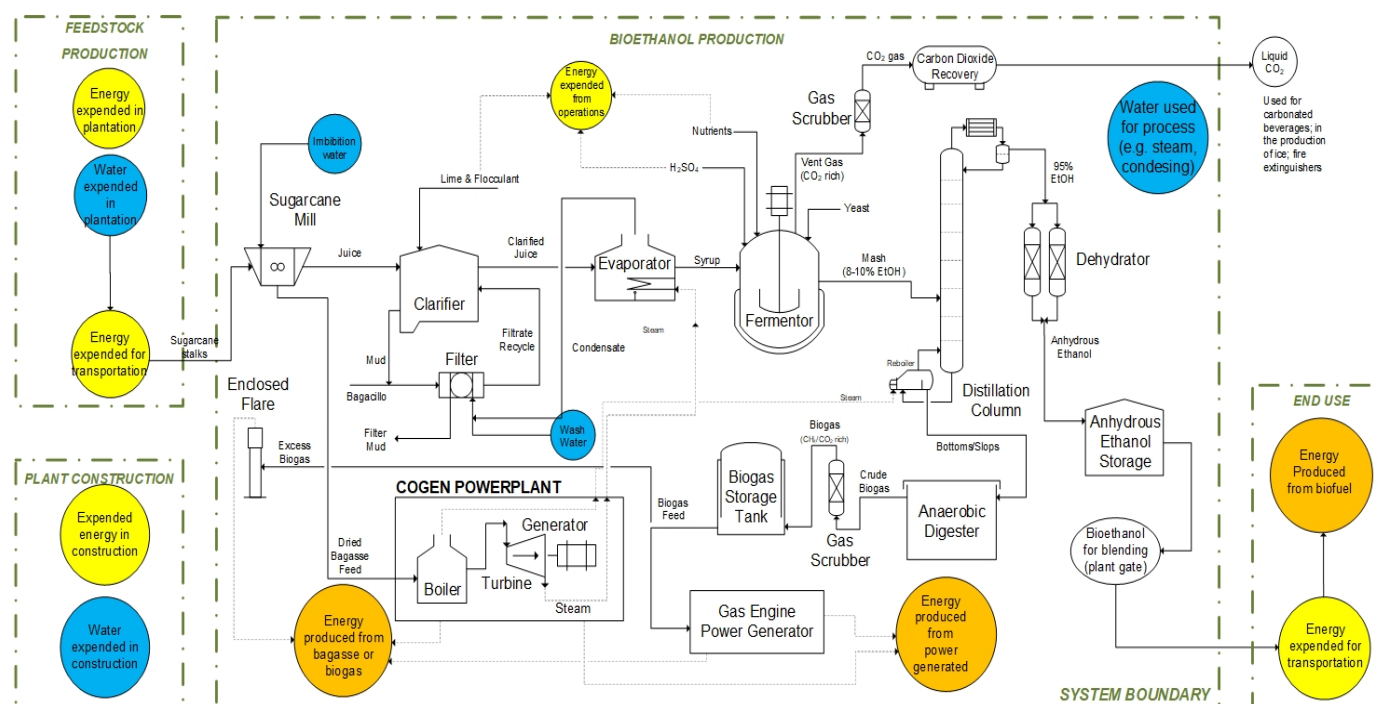 FEEDSTOCK
PRODUCTION
Energy
expended in
plantation
Water
expended
in
plantation
Energy
expended for
transportation
Sugarcane
stalks
PLANT CONSTRUCTION
Expended
energy in
construction
Water
expended in
construction
BIOETHANOL PRODUCTION
Imbibition
water
Sugarcane
Mill
∞
Juice
Energy
expended
from
operations
Lime & Flocculant
Nutrients
H₂SO₄
Clarifier
Clarified
Juice
Evaporator
Syrup
Steam
Mud
Bagacillo
Filter
Filtrate
Recycle
Condensate
Filter
Mud
Wash
Water
Fermentor
Yeast
Vent Gas
(CO₂ rich)
Gas
Scrubber
CO₂ gas
Carbon Dioxide
Recovery
Liquid
CO₂
Used for
carbonated
beverages; in
the production
of ice; fire
extinguishers
Water used
for process
(e.g. steam,
condesing)
Mash
(8-10% EtOH)
95%
EtOH
Dehydrator
Anhydrous
Ethanol
Reboiler
Steam
Distillation
Column
Bottoms/Slops
Anhydrous
Ethanol
Storage
Bioethanol
for blending
(plant gate)
Enclosed
Flare
Excess
Biogas
Dried
Bagasse
Feed
COGEN POWERPLANT
Boiler
Turbine
Generator
Steam
Biogas
Feed
Biogas
Storage
Tank
Biogas
(CH₄/CO₂ rich)
Gas
Scrubber
Crude
Biogas
Anaerobic
Digester
Gas Engine
Power Generator
Energy
produced from
bagasse or
biogas
Energy
produced
from
power
generated
SYSTEM BOUNDARY
END USE
Energy
Produced
from biofuel
Energy
expended for
transportation